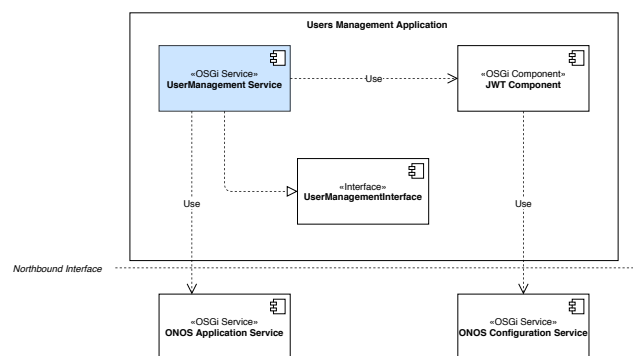 Users Management Application
«OSGi Service»
UserManagement Service
Use
«OSGi Component»
JWT Component
«Interface»
UserManagementInterface
Use
Use
Northbound Interface
«OSGi Service»
ONOS Application Service
«OSGi Service»
ONOS Configuration Service